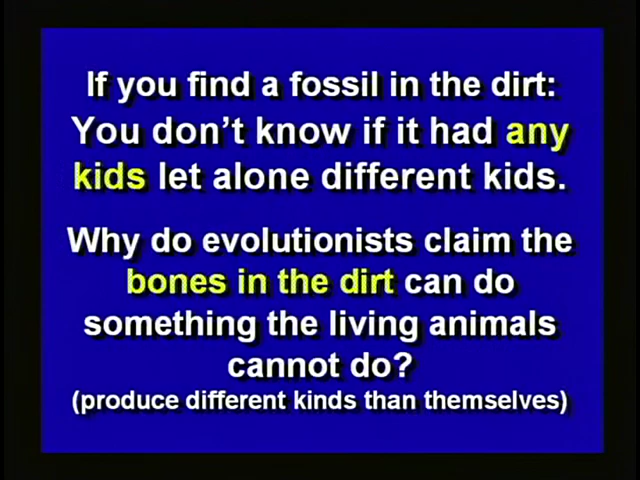 If you find a fossil in the dirt:
You don't know if it had any
kids let alone different kids.
Why do evolutionists claim the
bones in the dirt can do
something the living animals
cannot do?
(produce different kinds than themselves)